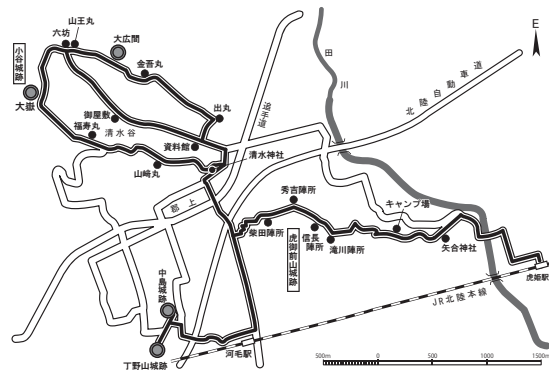 山王丸
六坊
大広間
金吾丸
小谷城跡
大嶽
出丸
御屋敷
福寿丸
清水谷
資料館
山崎丸
清水神社
追手道
田
川
北陸自動車道
E
郡上
秀吉陣所
キャンプ場
柴田陣所
虎御前山城跡
信長
陣所
滝川陣所
矢合神社
虎姫駅
中島城跡
JR北陸本線
河毛駅
丁野山城跡
500m
0
500
1000
1500m